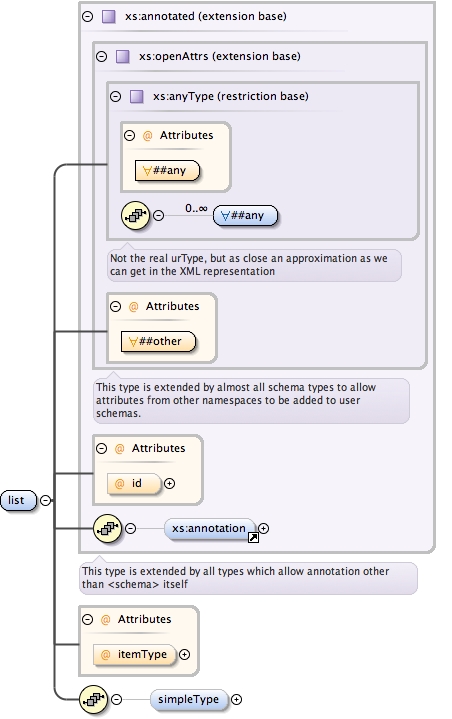 xs:annotated (extension base)
xs:openAttrs (extension base)
xs:anyType (restriction base)
@ Attributes
∀##any
0..∞
∀##any
Not the real urType, but as close an approximation as we
can get in the XML representation
@ Attributes
∀##other
This type is extended by almost all schema types to allow
attributes from other namespaces to be added to user
schemas.
@ Attributes
@ id
list
xs:annotation
This type is extended by all types which allow annotation other
than <schema> itself
@ Attributes
@ itemType
simpleType